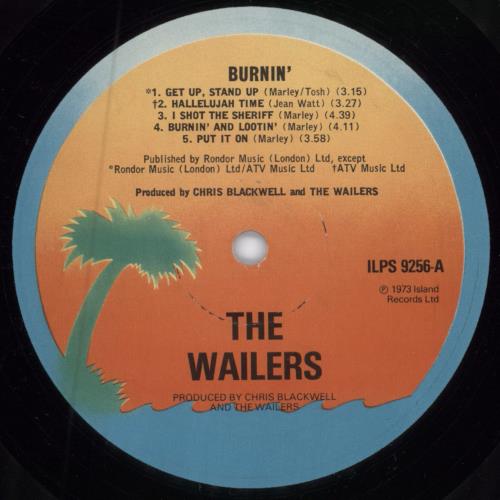 BURNIN'
*1. GET UP, STAND UP (Marley/Tosh) (3.15)
†2. HALLELUJAH TIME (Jean Watt) (3.27)
3. I SHOT THE SHERIFF (Marley) (4.39)
4. BURNIN' AND LOOTIN' (Marley) (4.11)
5. PUT IT ON (Marley) (3.58)
Published by Rondor Music (London) Ltd, except
*Rondor Music (London) Ltd/ATV Music Ltd †ATV Music Ltd
Produced by CHRIS BLACKWELL and THE WAILERS
ILPS 9256-A
℗ 1973 Island
Records Ltd
THE
WAILERS
PRODUCED BY CHRIS BLACKWELL
AND THE WAILERS